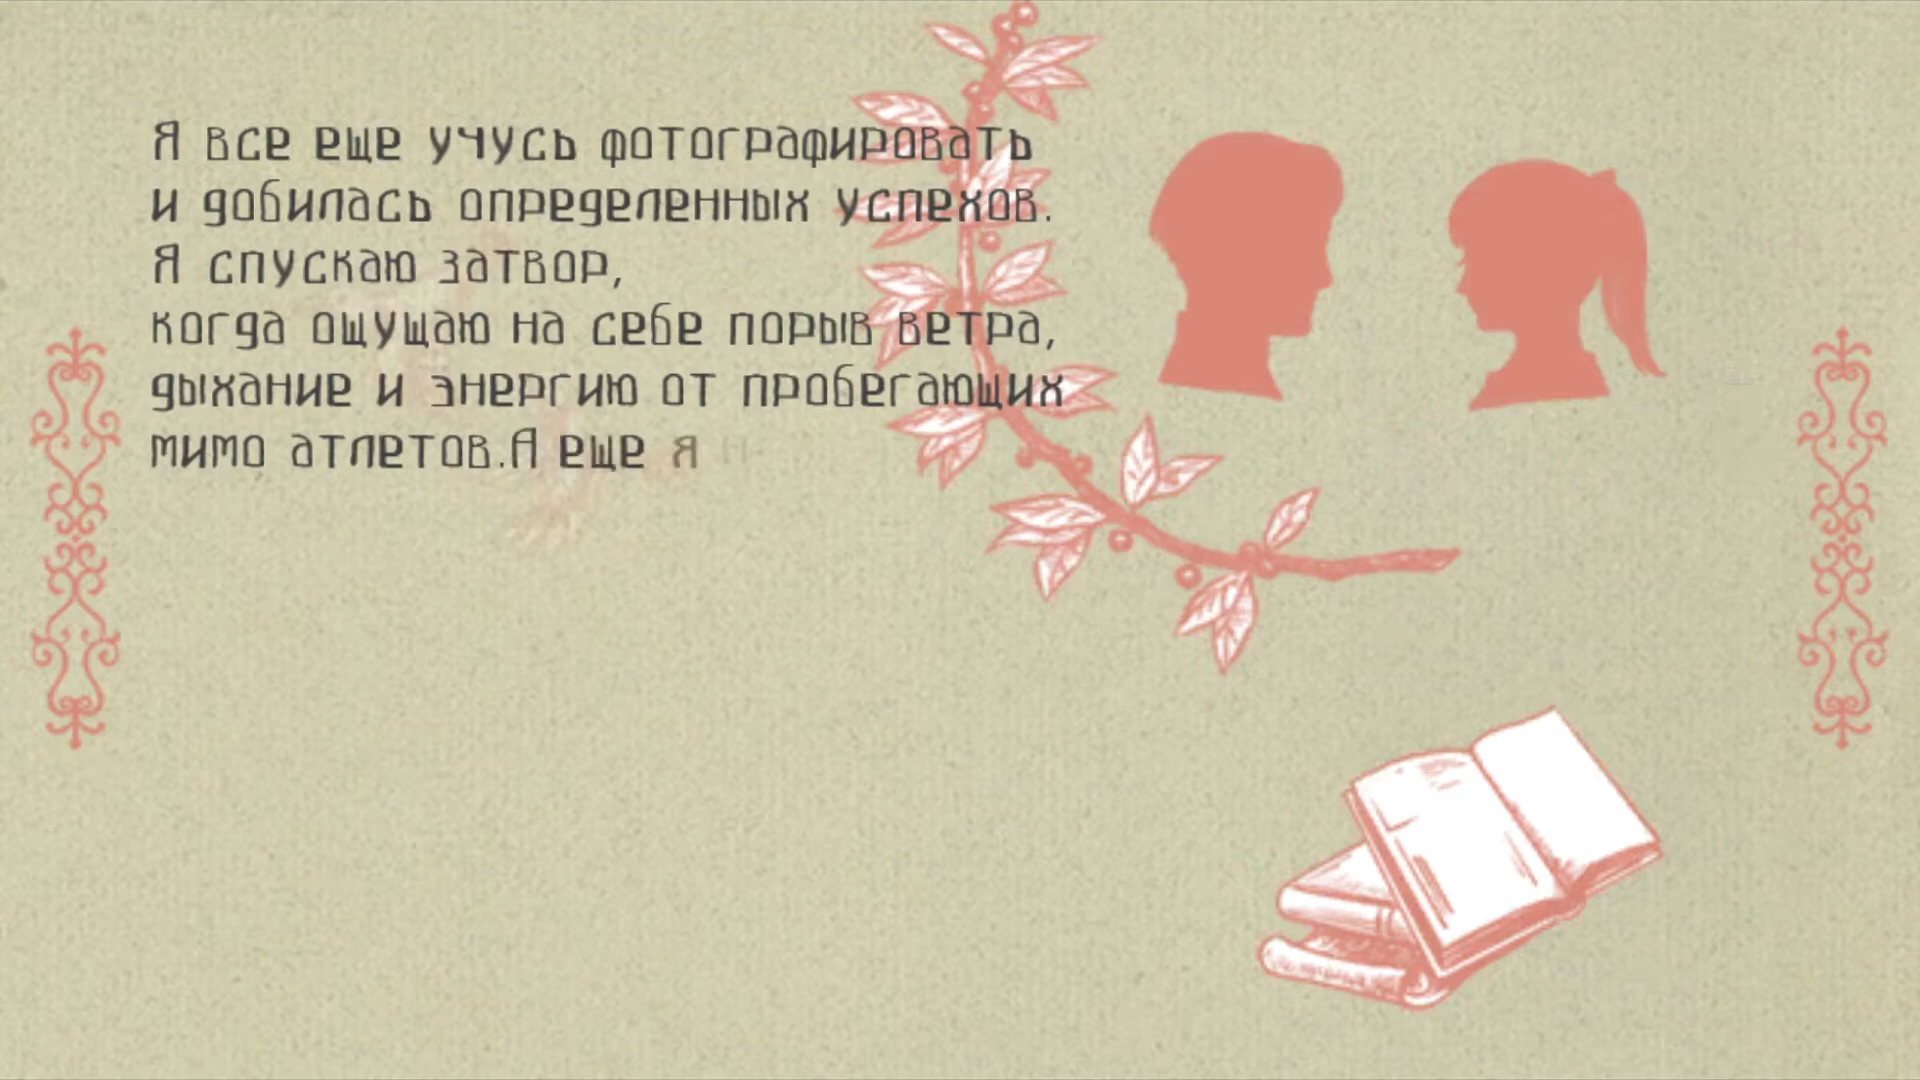 Я все еще учусь фотографировать
и добилась определенных успехов.
Я спускаю затвор,
когда ощущаю на себе порыв ветра,
дыхание и энергию от пробегающих
мимо атлетов.А еще я